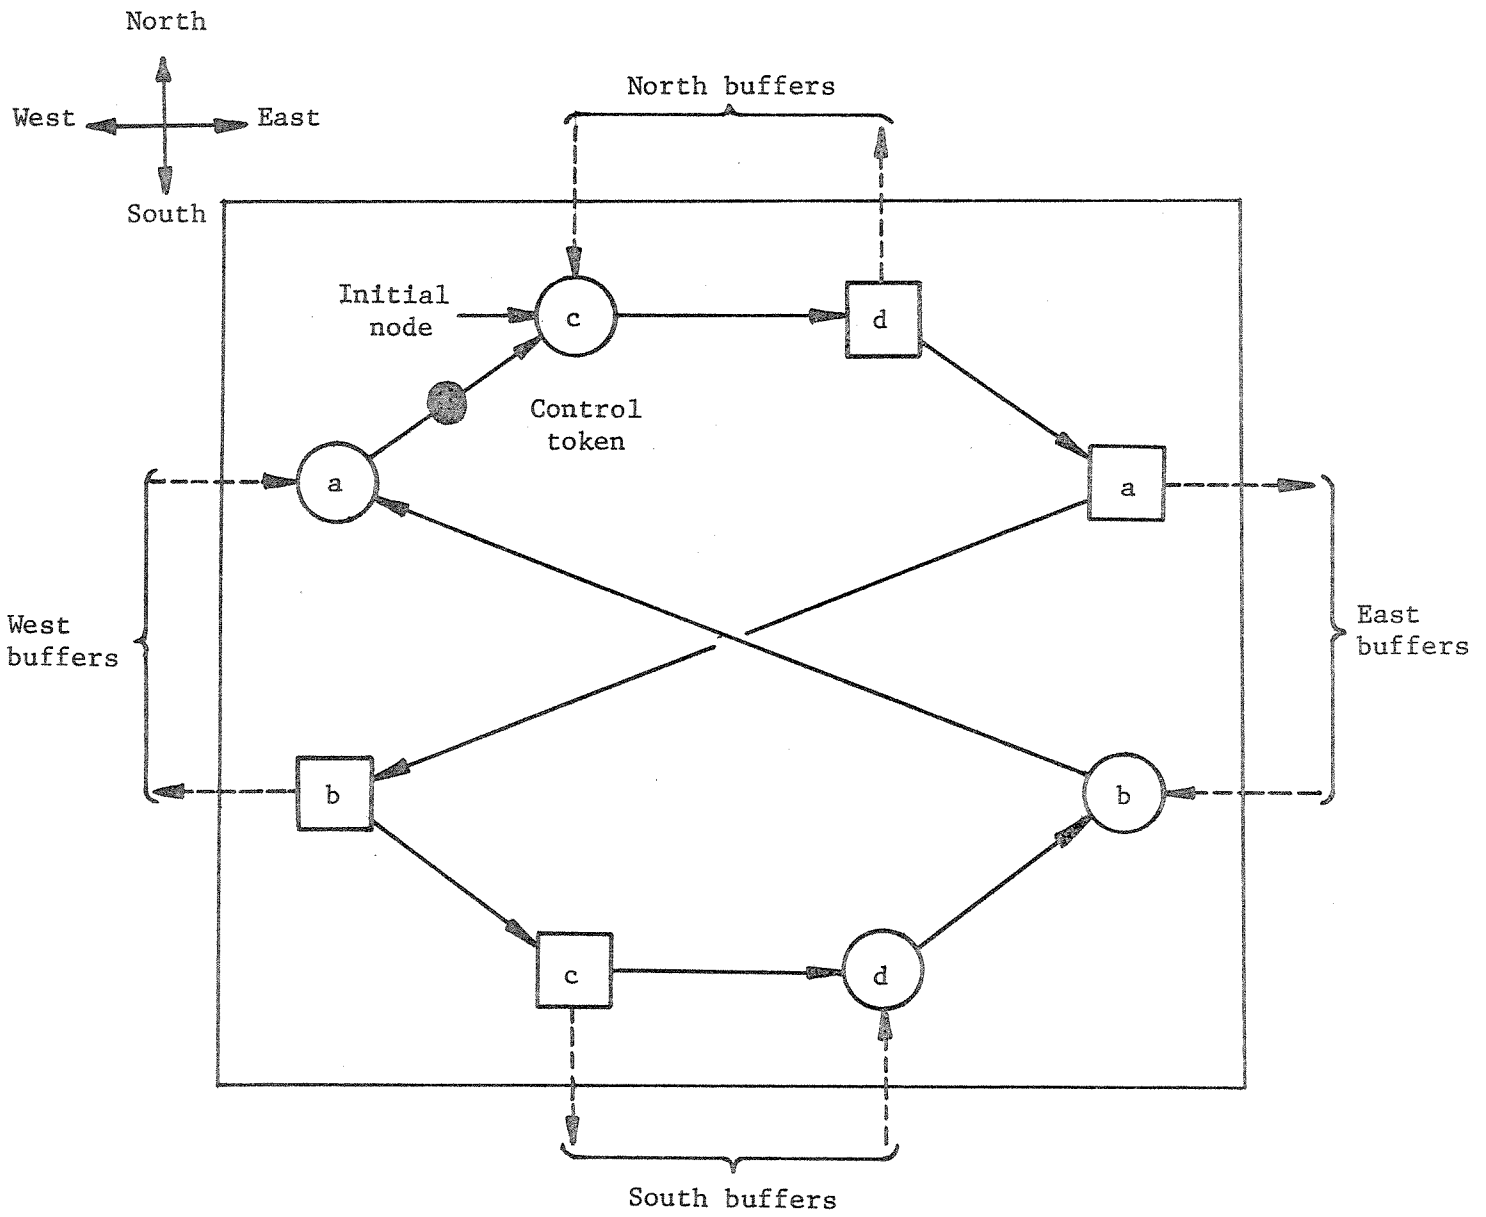 North
West
East
South
North buffers
Initial
node
c
d
Control
token
a
a
West
buffers
East
buffers
b
b
c
d
South buffers